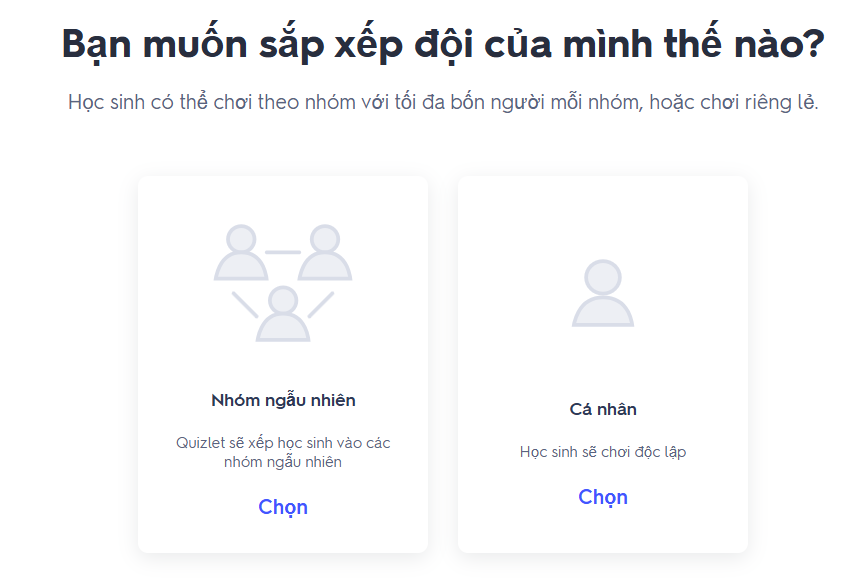 Bạn muốn sắp xếp đội của mình thế nào?
Học sinh có thể chơi theo nhóm với tối đa bốn người mỗi nhóm, hoặc chơi riêng lẻ.
Nhóm ngẫu nhiên
Quizlet sẽ xếp học sinh vào các
nhóm ngẫu nhiên
Chọn
Cá nhân
Học sinh sẽ chơi độc lập
Chọn